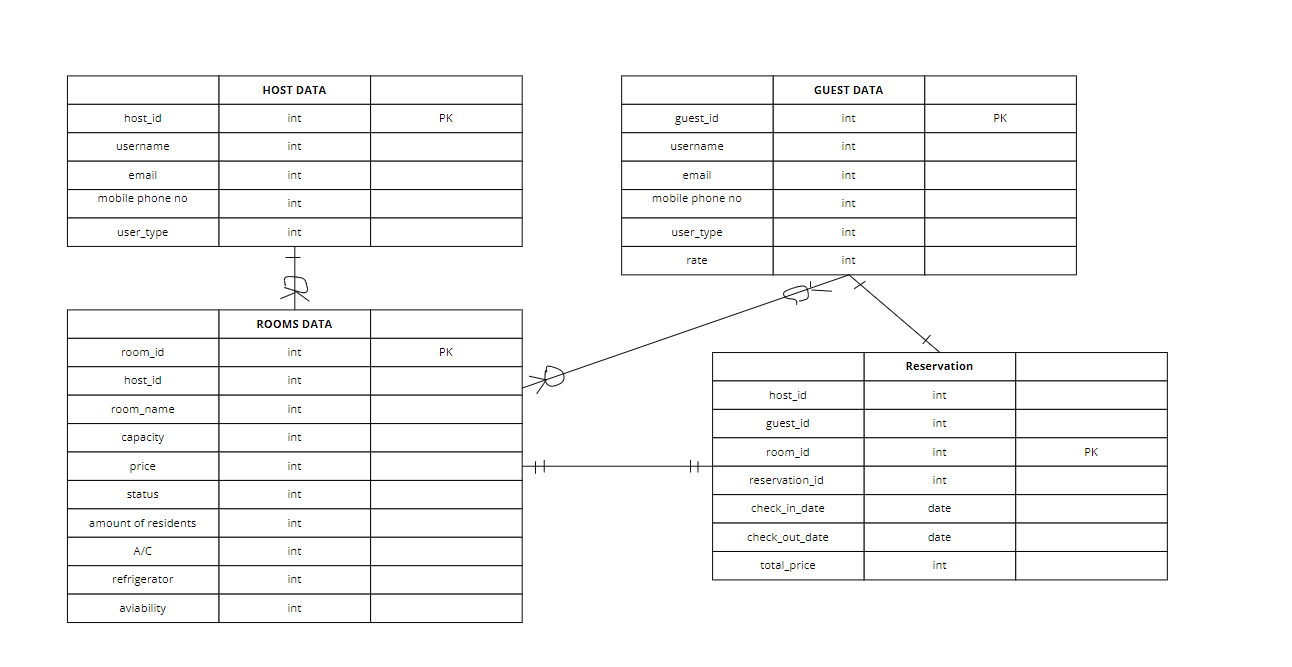 HOST DATA
host_id int PK
username int
email int
mobile phone no int
user_type int
GUEST DATA
guest_id int PK
username int
email int
mobile phone no int
user_type int
rate int
ROOMS DATA
room_id int PK
host_id int
room_name int
capacity int
price int
status int
amount of residents int
A/C int
refrigerator int
aviability int
Reservation
host_id int
guest_id int
room_id int PK
reservation_id int
check_in_date date
check_out_date date
total_price int